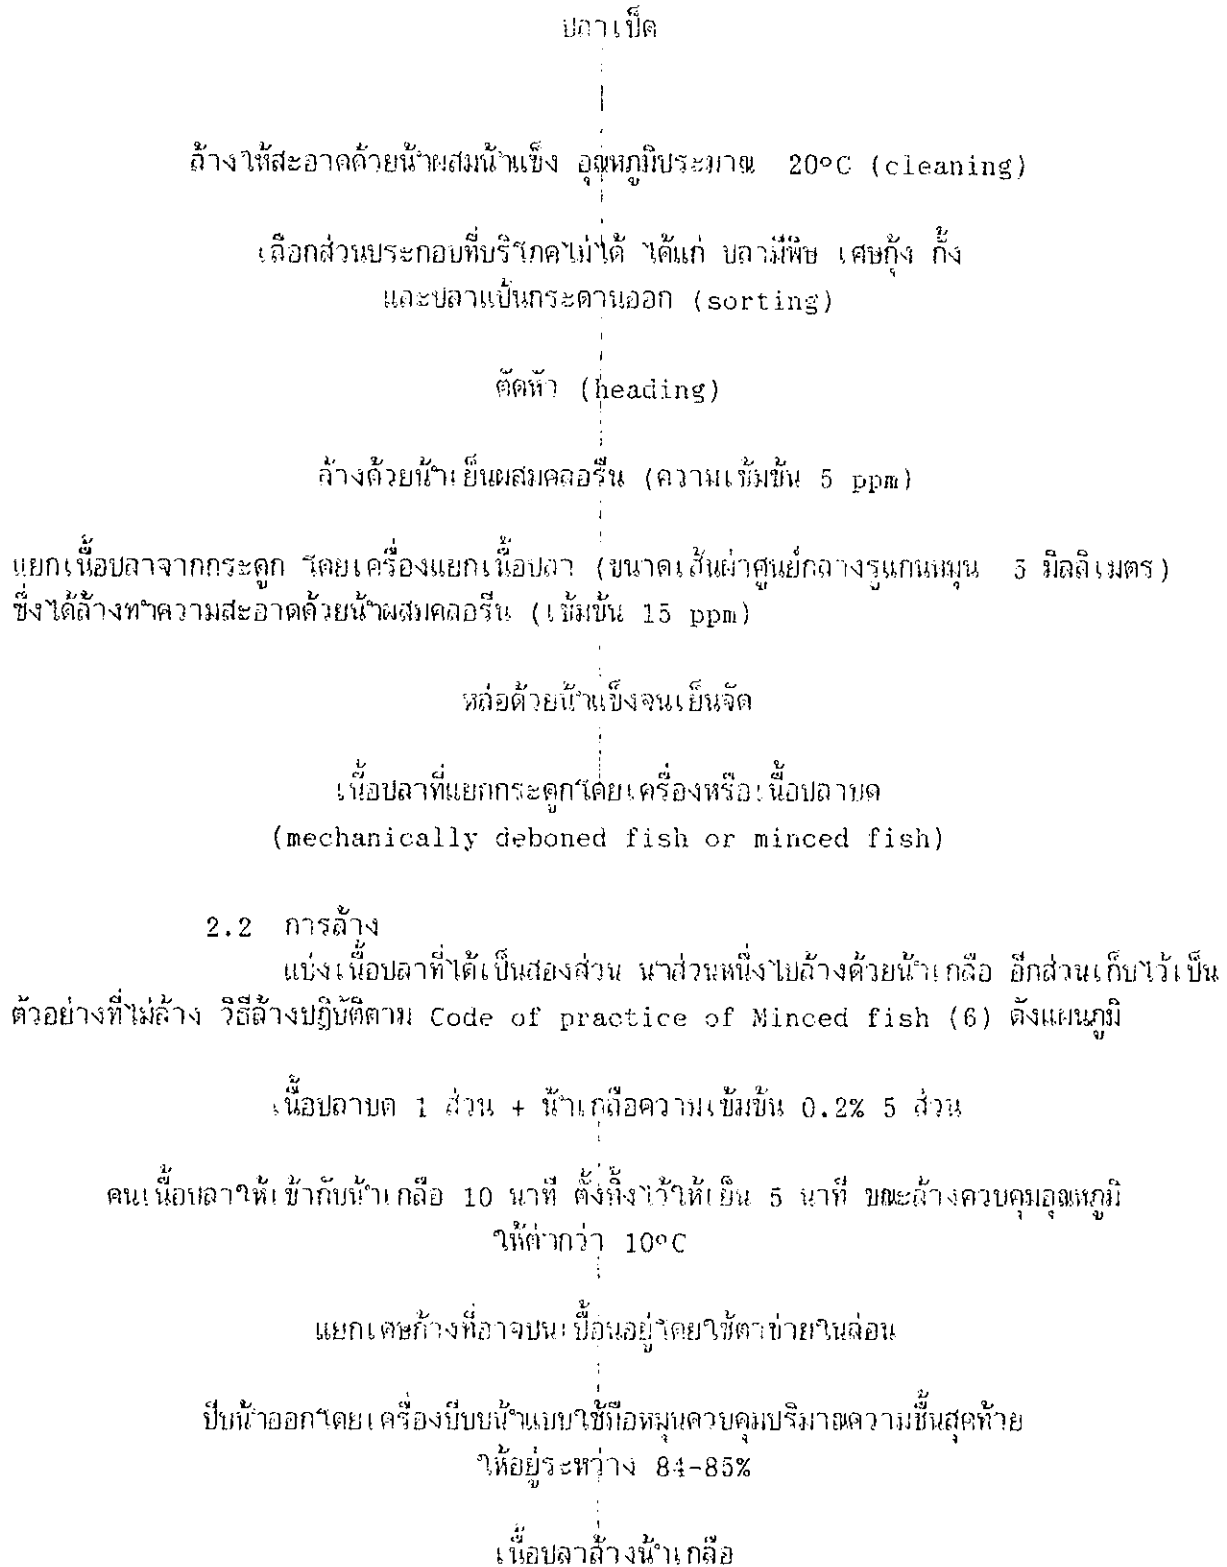 ปลาเป็ด
ล้างให้สะอาดด้วยน้ำผสมน้ำแข็ง อุณหภูมิประมาณ 20°C (cleaning)
เลือกส่วนประกอบที่บริโภคไม่ได้ ได้แก่ ปลามีพิษ เศษกุ้ง กั้ง
และปลาแป้นกระดานออก (sorting)
ตัดหัว (heading)
ล้างด้วยน้ำเย็นผสมคลอรีน (ความเข้มข้น 5 ppm)
แยกเนื้อปลาจากกระดูก โดยเครื่องแยกเนื้อปลา (ขนาดเส้นผ่าศูนย์กลางรูแกนหมุน 5 มิลลิเมตร)
ซึ่งได้ล้างทำความสะอาดด้วยน้ำผสมคลอรีน (เข้มข้น 15 ppm)
หล่อด้วยน้ำแข็งจนเย็นจัด
เนื้อปลาที่แยกกระดูกโดยเครื่องหรือเนื้อปลาบด
(mechanically deboned fish or minced fish)
2.2 การล้าง
แบ่งเนื้อปลาที่ได้เป็นสองส่วน นำส่วนหนึ่งไปล้างด้วยน้ำเกลือ อีกส่วนเก็บไว้เป็น
ตัวอย่างที่ไม่ล้าง วิธีล้างปฏิบัติตาม Code of practice of Minced fish (6) ดังแผนภูมิ
เนื้อปลาบด 1 ส่วน + น้ำเกลือความเข้มข้น 0.2% 5 ส่วน
คนเนื้อปลาให้เข้ากับน้ำเกลือ 10 นาที ตั้งทิ้งไว้ให้เย็น 5 นาที ขณะล้างควบคุมอุณหภูมิ
ให้ต่ำกว่า 10°C
แยกเศษก้างที่อาจปนเปื้อนอยู่โดยใช้ตาข่ายไนล่อน
บีบน้ำออกโดยเครื่องบีบน้ำแบบใช้มือหมุนควบคุมปริมาณความชื้นสุดท้าย
ให้อยู่ระหว่าง 84-85%
เนื้อปลาล้างน้ำเกลือ